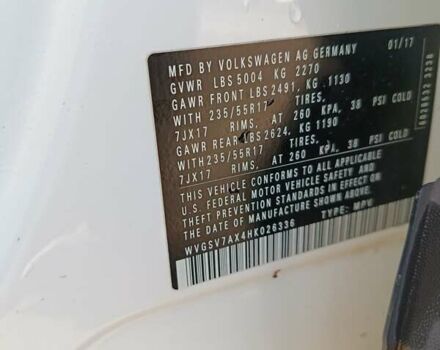 MFD BY VOLKSWAGEN AG GERMANY 01/17
GVWR LBS 5004 KG 2270
GAWR FRONT LBS 2491, KG 1130
WITH 235/55R17 TIRES,
7JX17 RIMS, AT 260 KPA, 38 PSI COLD
GAWR REAR LBS 2624, KG 1190
WITH 235/55R17 TIRES,
7JX17 RIMS, AT 260 KPA, 38 PSI COLD
THIS VEHICLE CONFORMS TO ALL APPLICABLE
U.S. FEDERAL MOTOR VEHICLE SAFETY AND
THEFT PREVENTION STANDARDS IN EFFECT ON
THE DATE OF MANUFACTURE SHOWN ABOVE.
WVGSV7AX4HK026336 TYPE: MPV